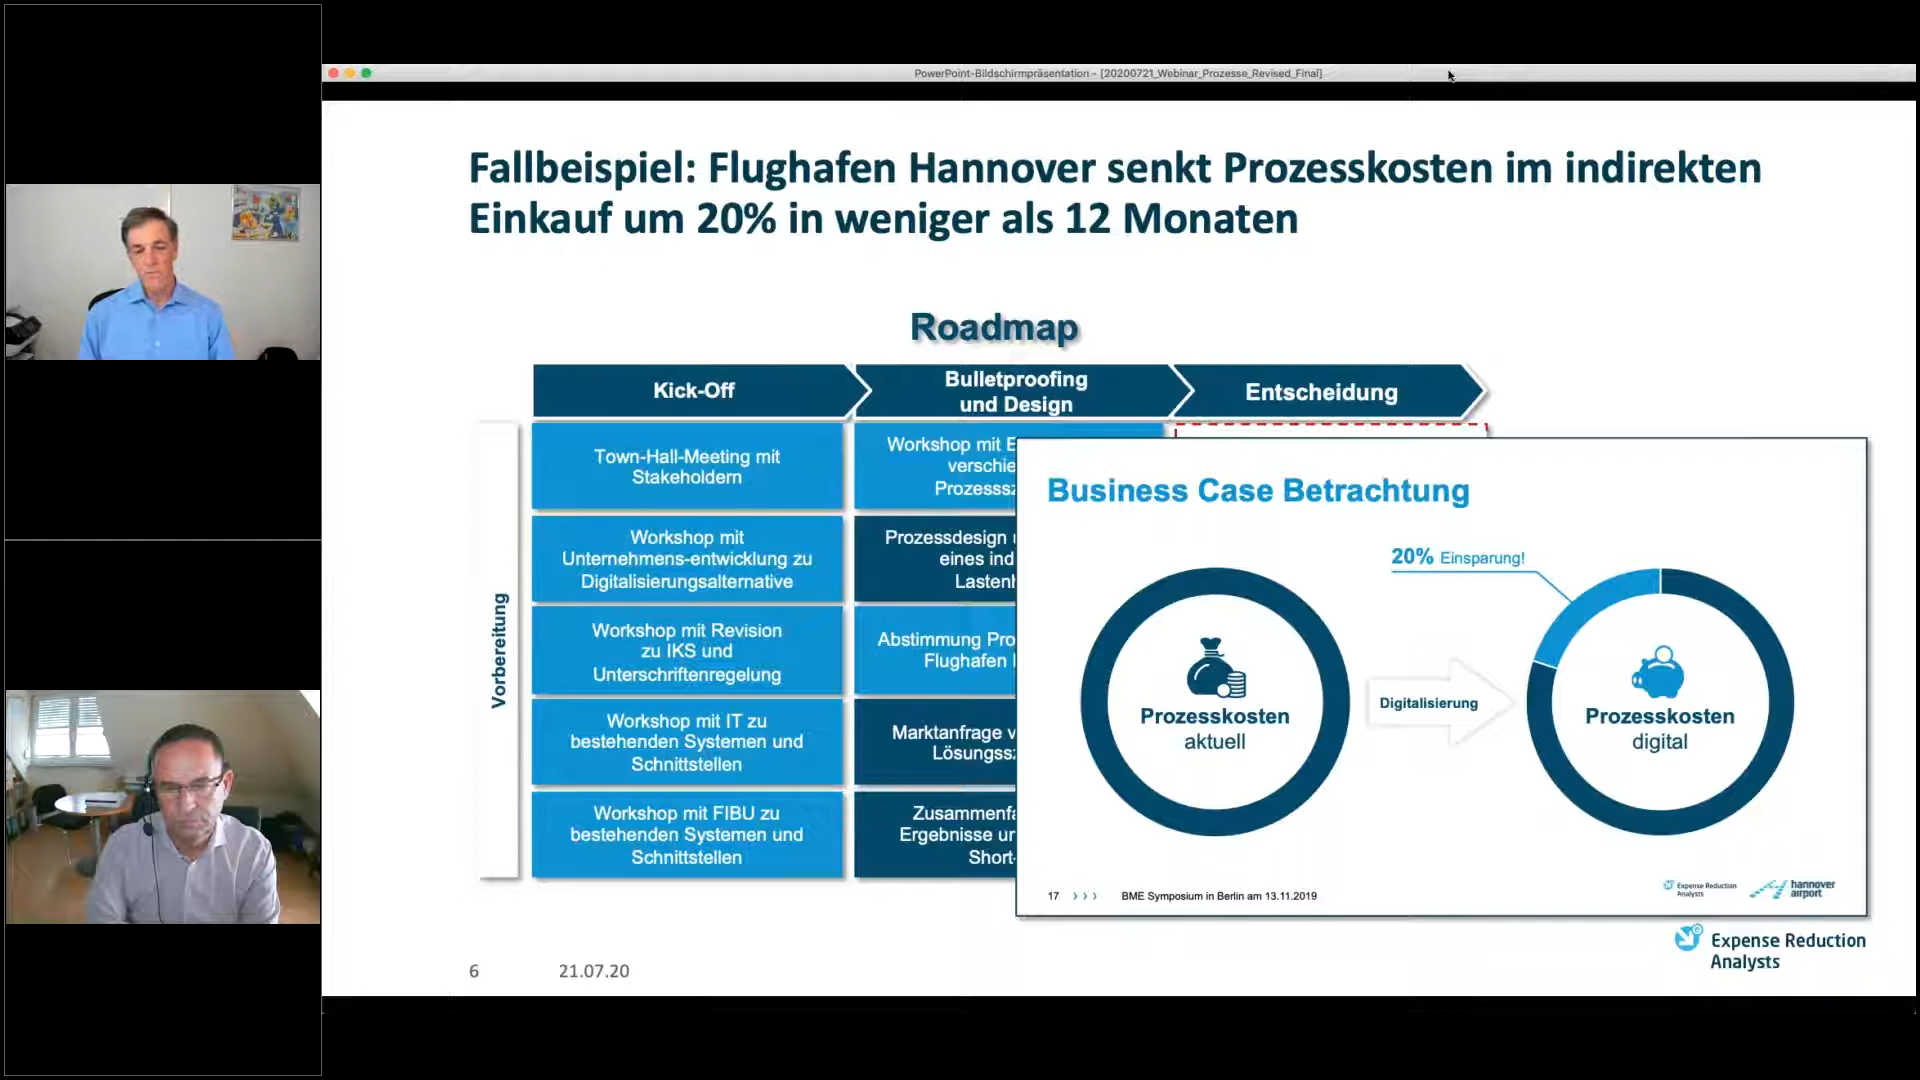 PowerPoint-Bildschirmpräsentation - [20200721_Webinar_Prozesse_Revised_Final]
Fallbeispiel: Flughafen Hannover senkt Prozesskosten im indirekten
Einkauf um 20% in weniger als 12 Monaten
Roadmap
Kick-Off
Bulletproofing
und Design
Entscheidung
Vorbereitung
Town-Hall-Meeting mit
Stakeholdern
Workshop mit
Unternehmens-entwicklung zu
Digitalisierungsalternative
Workshop mit Revision
zu IKS und
Unterschriftenregelung
Workshop mit IT zu
bestehenden Systemen und
Schnittstellen
Workshop mit FIBU zu
bestehenden Systemen und
Schnittstellen
Workshop mit E
verschie
Prozesssz
Prozessdesign
eines ind
Lastenh
Abstimmung Pro
Flughafen
Marktanfrage v
Lösungssz
Zusammenfa
Ergebnisse un
Short-
Business Case Betrachtung
20% Einsparung!
Prozesskosten
aktuell
Digitalisierung
Prozesskosten
digital
17 › › › BME Symposium in Berlin am 13.11.2019
Expense Reduction
Analysts
hannover
airport
Expense Reduction
Analysts
6 21.07.20